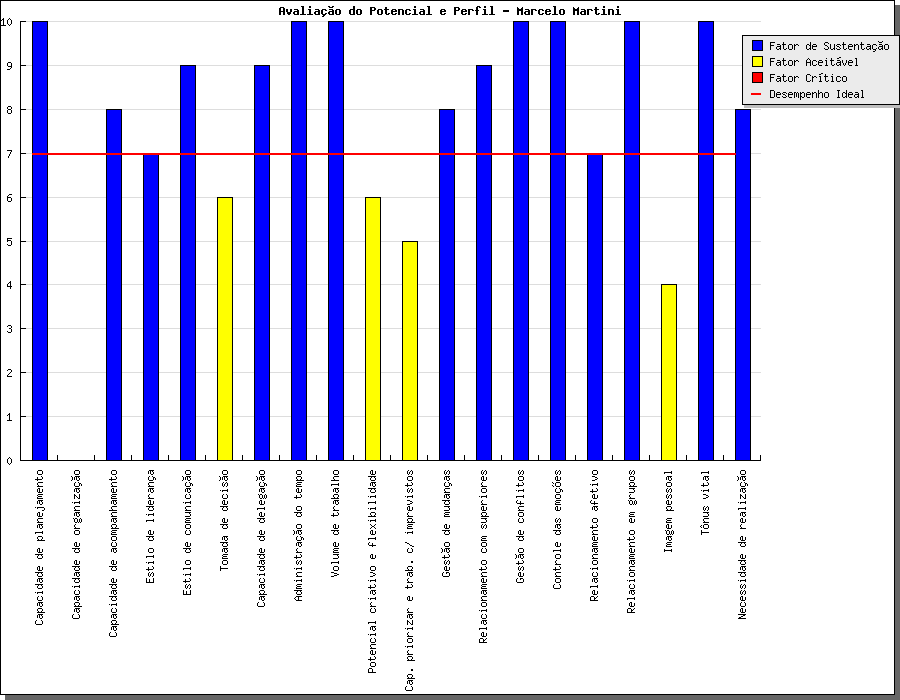 Avaliação do Potencial e Perfil - Marcelo Martini
Fator de Sustentação
Fator Aceitável
Fator Crítico
Desempenho Ideal
10
9
8
7
6
5
4
3
2
1
0
Capacidade de planejamento
Capacidade de organização
Capacidade de acompanhamento
Estilo de liderança
Estilo de comunicação
Tomada de decisão
Capacidade de delegação
Administração do tempo
Volume de trabalho
Potencial criativo e flexibilidade
Cap. priorizar e trab. c/ imprevistos
Gestão de mudanças
Relacionamento com superiores
Gestão de conflitos
Controle das emoções
Relacionamento afetivo
Relacionamento em grupos
Imagem pessoal
Tônus vital
Necessidade de realização